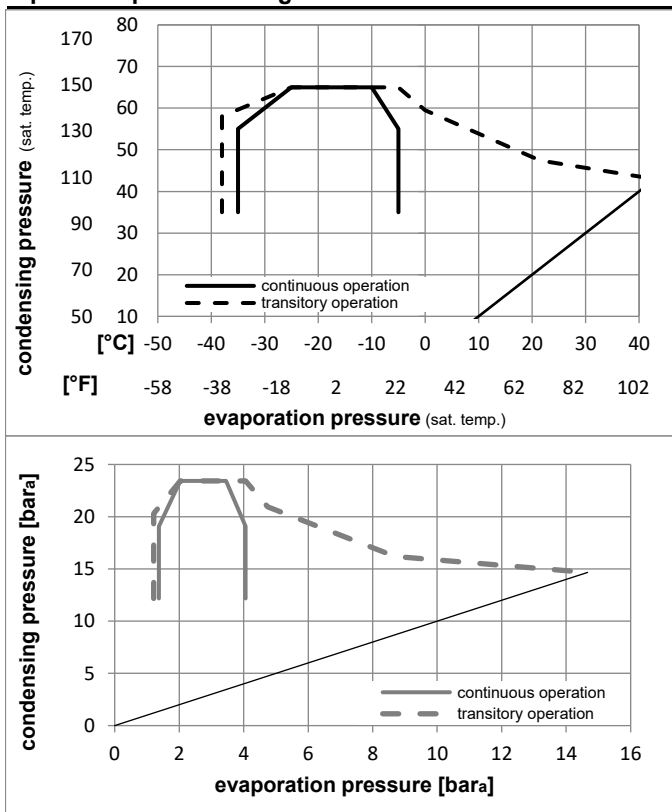 170
150
130
110
90
70
50
80
70
60
50
40
30
20
10
condensing pressure (sat. temp.)
continuous operation
transitory operation
[°C] -50 -40 -30 -20 -10 0 10 20 30 40
[°F] -58 -38 -18 2 22 42 62 82 102
evaporation pressure (sat. temp.)
25
20
15
10
5
0
condensing pressure [bara]
continuous operation
transitory operation
0 2 4 6 8 10 12 14 16
evaporation pressure [bara]